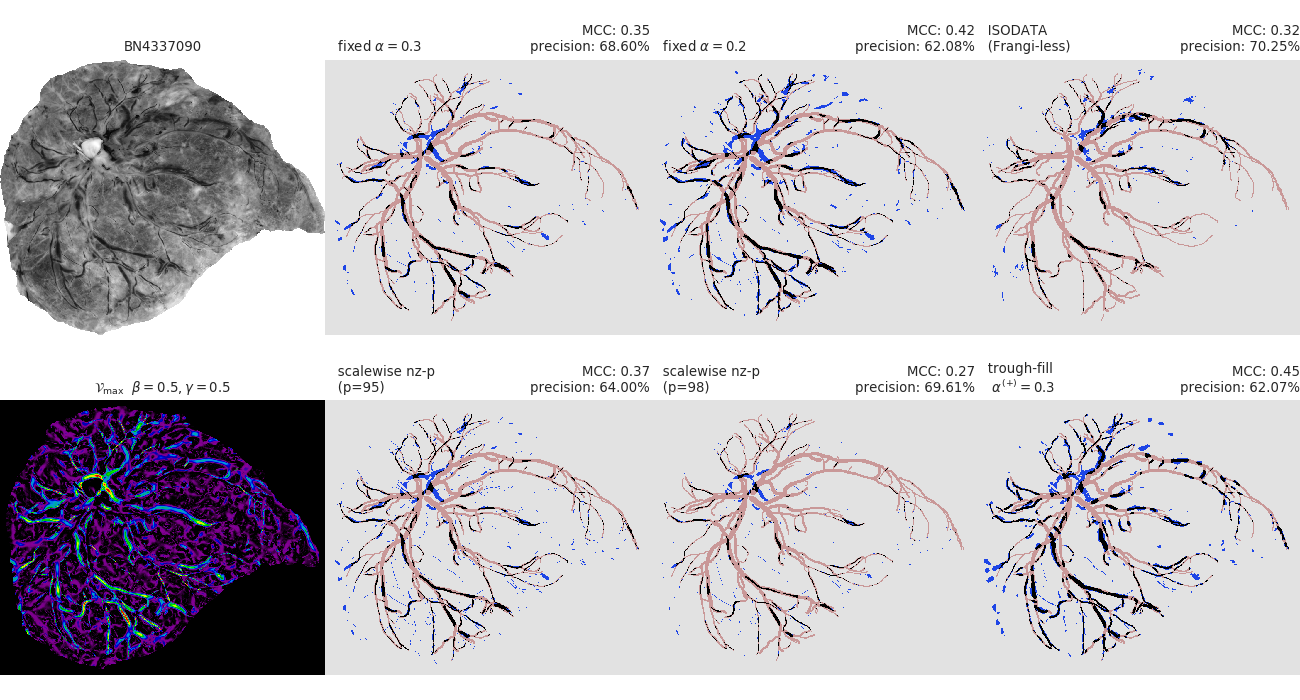 BN4337090
fixed α = 0.3
MCC: 0.35
precision: 68.60%
fixed α = 0.2
MCC: 0.42
precision: 62.08%
ISODATA
(Frangi-less)
MCC: 0.32
precision: 70.25%
𝒱max β = 0.5, γ = 0.5
scalewise nz-p
(p=95)
MCC: 0.37
precision: 64.00%
scalewise nz-p
(p=98)
MCC: 0.27
precision: 69.61%
trough-fill
α(+) = 0.3
MCC: 0.45
precision: 62.07%